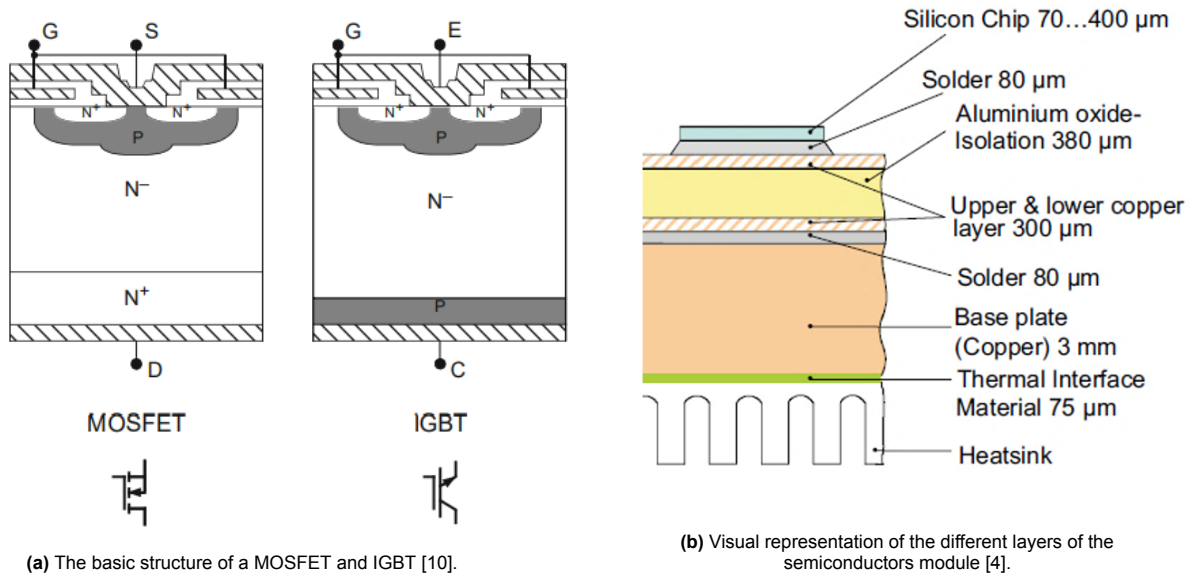 G
S
N⁺
N⁺
P
N⁻
N⁺
D
MOSFET
G
E
N⁺
N⁺
P
N⁻
P
C
IGBT
(a) The basic structure of a MOSFET and IGBT [10].
Silicon Chip 70...400 µm
Solder 80 µm
Aluminium oxide-
Isolation 380 µm
Upper & lower copper
layer 300 µm
Solder 80 µm
Base plate
(Copper) 3 mm
Thermal Interface
Material 75 µm
Heatsink
(b) Visual representation of the different layers of the
semiconductors module [4].